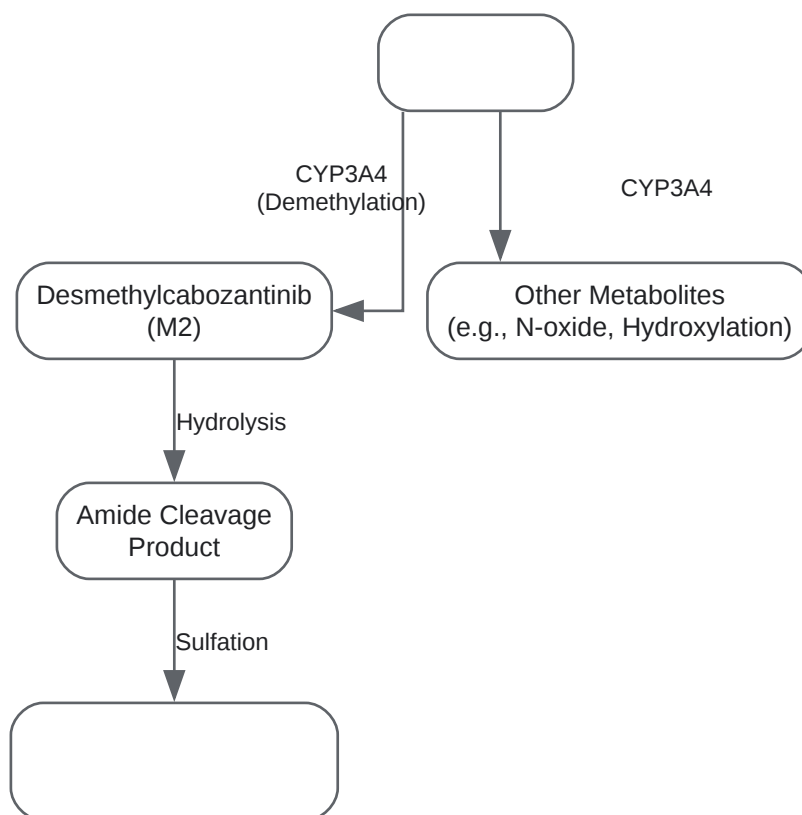 CYP3A4
(Demethylation)
CYP3A4
Desmethylcabozantinib
(M2)
Other Metabolites
(e.g., N-oxide, Hydroxylation)
Hydrolysis
Amide Cleavage
Product
Sulfation